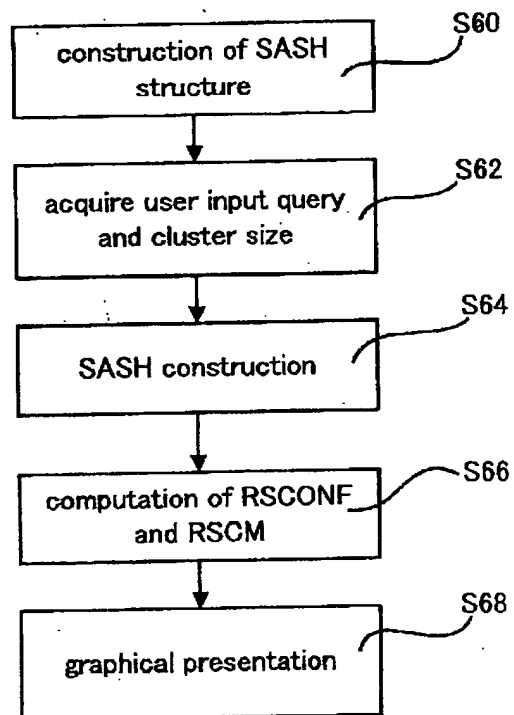 S60
construction of SASH
structure
S62
acquire user input query
and cluster size
S64
SASH construction
S66
computation of RSCONF
and RSCM
S68
graphical presentation